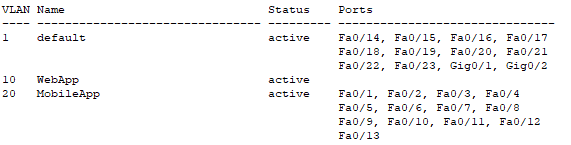 VLAN Name                             Status    Ports
---- -------------------------------- --------- -------------------------------
1    default                          active    Fa0/14, Fa0/15, Fa0/16, Fa0/17
                                                Fa0/18, Fa0/19, Fa0/20, Fa0/21
                                                Fa0/22, Fa0/23, Gig0/1, Gig0/2
10   WebApp                           active
20   MobileApp                        active    Fa0/1, Fa0/2, Fa0/3, Fa0/4
                                                Fa0/5, Fa0/6, Fa0/7, Fa0/8
                                                Fa0/9, Fa0/10, Fa0/11, Fa0/12
                                                Fa0/13